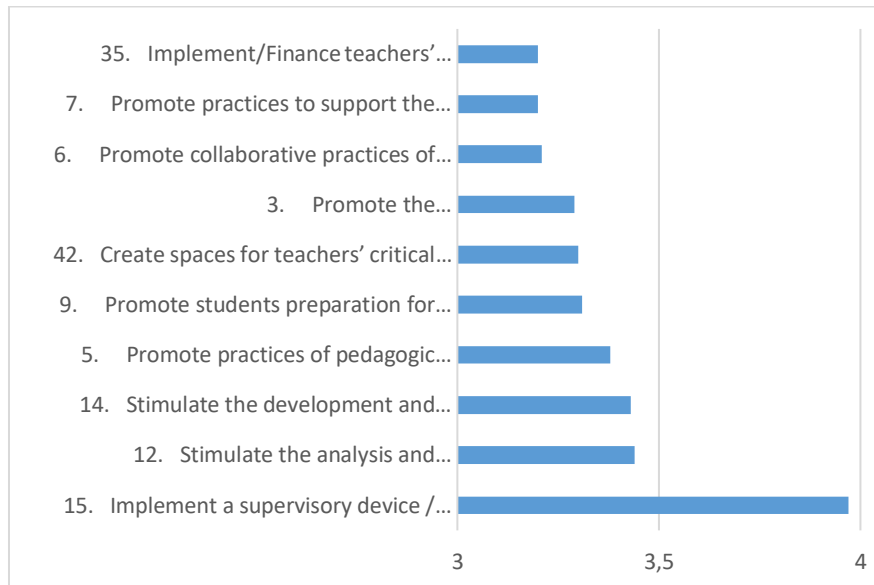 35. Implement/Finance teachers’...
7. Promote practices to support the...
6. Promote collaborative practices of...
3. Promote the...
42. Create spaces for teachers’ critical...
9. Promote students preparation for...
5. Promote practices of pedagogic...
14. Stimulate the development and...
12. Stimulate the analysis and...
15. Implement a supervisory device /...
3 3,5 4